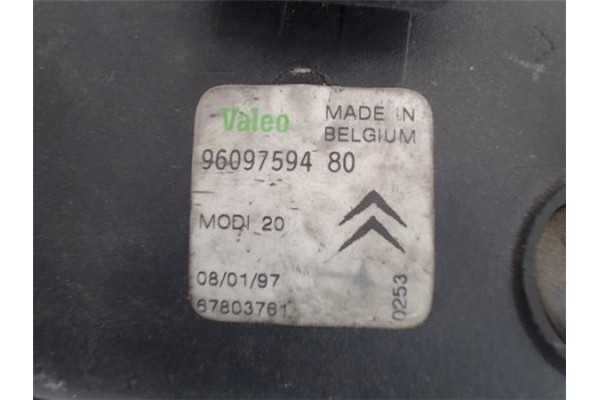 Valeo
MADE IN
BELGIUM
96097594 80
MODI 20
08/01/97
67803761
0253